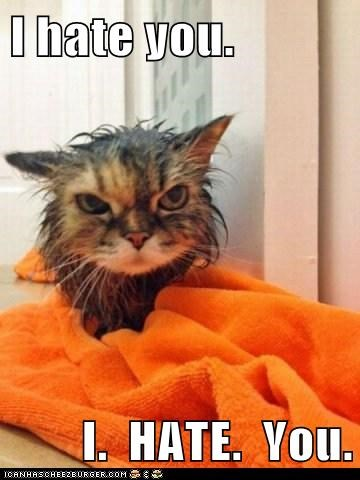 I hate you.
I. HATE. You.
ICANHASCHEEZBURGER.COM